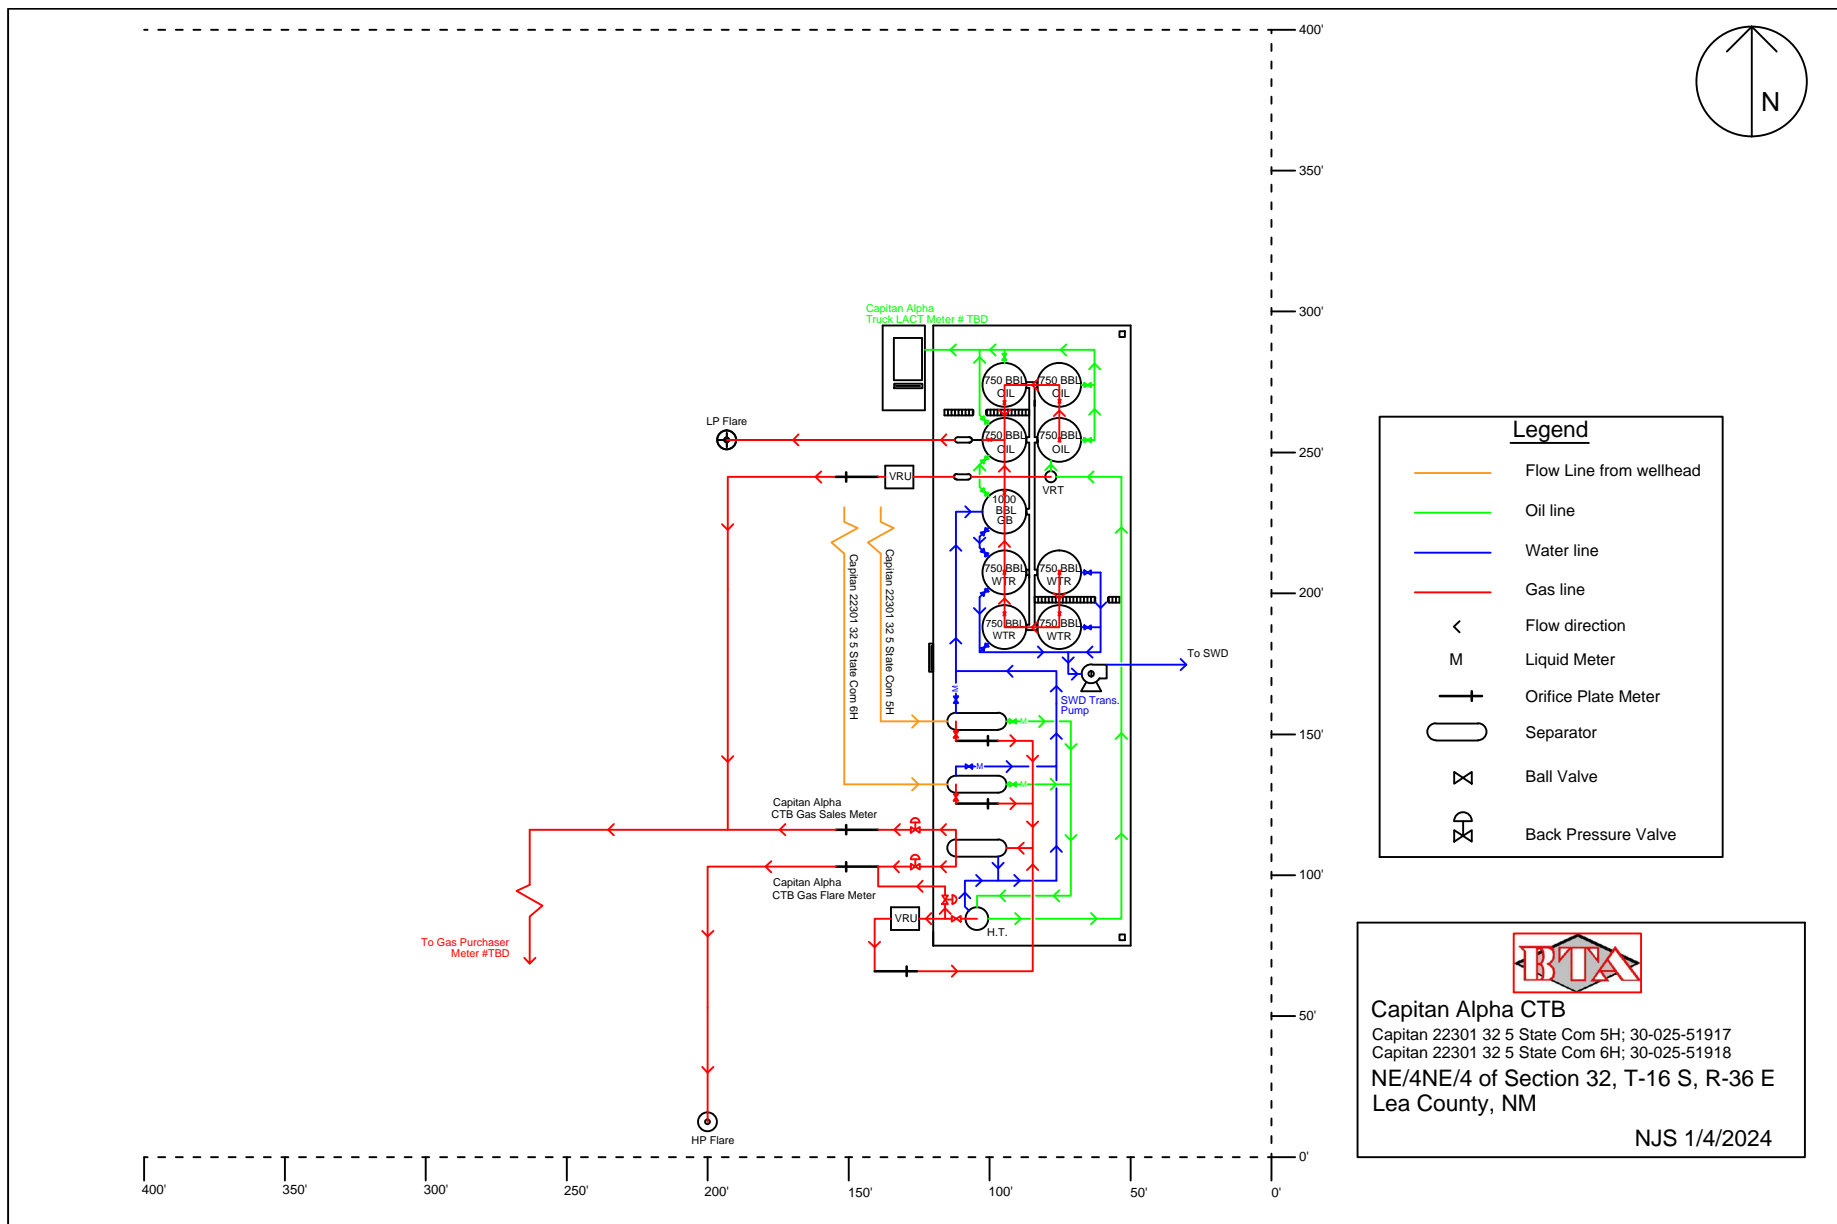 400'
N
350'
300'
250'
200'
150'
100'
50'
0'
400'
350'
300'
250'
200'
150'
100'
50'
0'
Capitan Alpha
Truck LACT Meter # TBD
750 BBL
OIL
750 BBL
OIL
750 BBL
OIL
750 BBL
OIL
LP Flare
VRU
VRT
1000
BBL
GB
750 BBL
WTR
750 BBL
WTR
750 BBL
WTR
750 BBL
WTR
Capitan 22301 32 5 State Com 6H
Capitan 22301 32 5 State Com 5H
To SWD
SWD Trans.
Pump
M
M
M
M
Capitan Alpha
CTB Gas Sales Meter
Capitan Alpha
CTB Gas Flare Meter
VRU
H.T.
To Gas Purchaser
Meter #TBD
HP Flare
Legend
Flow Line from wellhead
Oil line
Water line
Gas line
Flow direction
M
Liquid Meter
Orifice Plate Meter
Separator
Ball Valve
Back Pressure Valve
BTA
Capitan Alpha CTB
Capitan 22301 32 5 State Com 5H; 30-025-51917
Capitan 22301 32 5 State Com 6H; 30-025-51918
NE/4NE/4 of Section 32, T-16 S, R-36 E
Lea County, NM
NJS 1/4/2024